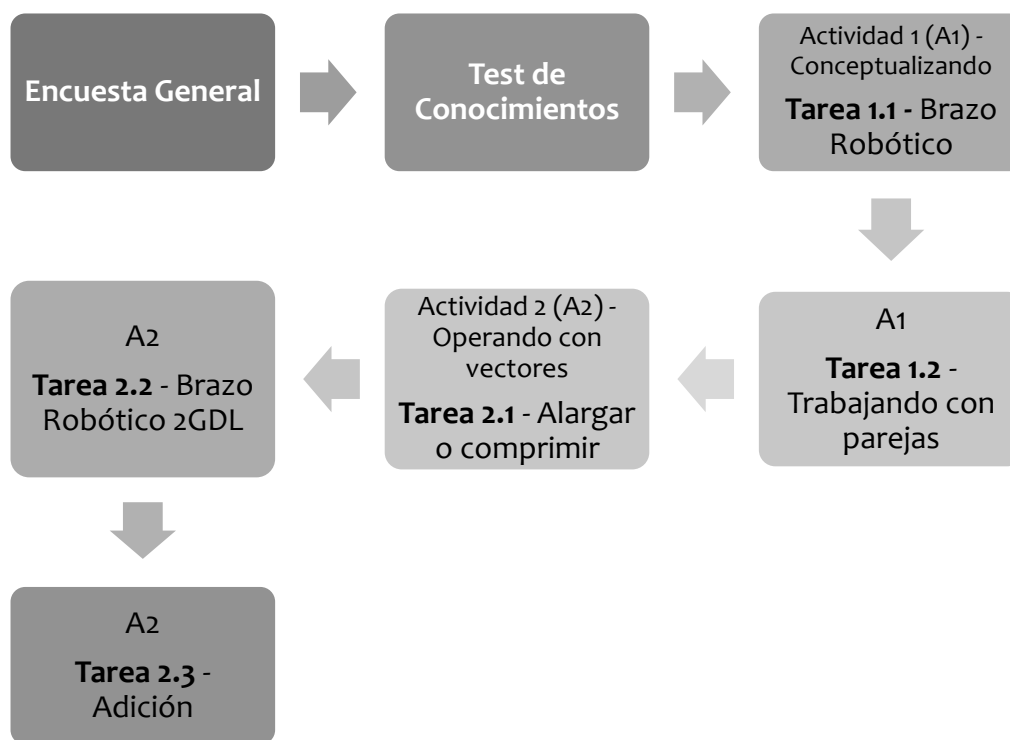 Encuesta General
Test de
Conocimientos
Actividad 1 (A1) -
Conceptualizando
Tarea 1.1 - Brazo
Robótico
A1
Tarea 1.2 -
Trabajando con
parejas
Actividad 2 (A2) -
Operando con
vectores
Tarea 2.1 - Alargar
o comprimir
A2
Tarea 2.2 - Brazo
Robótico 2GDL
A2
Tarea 2.3 -
Adición